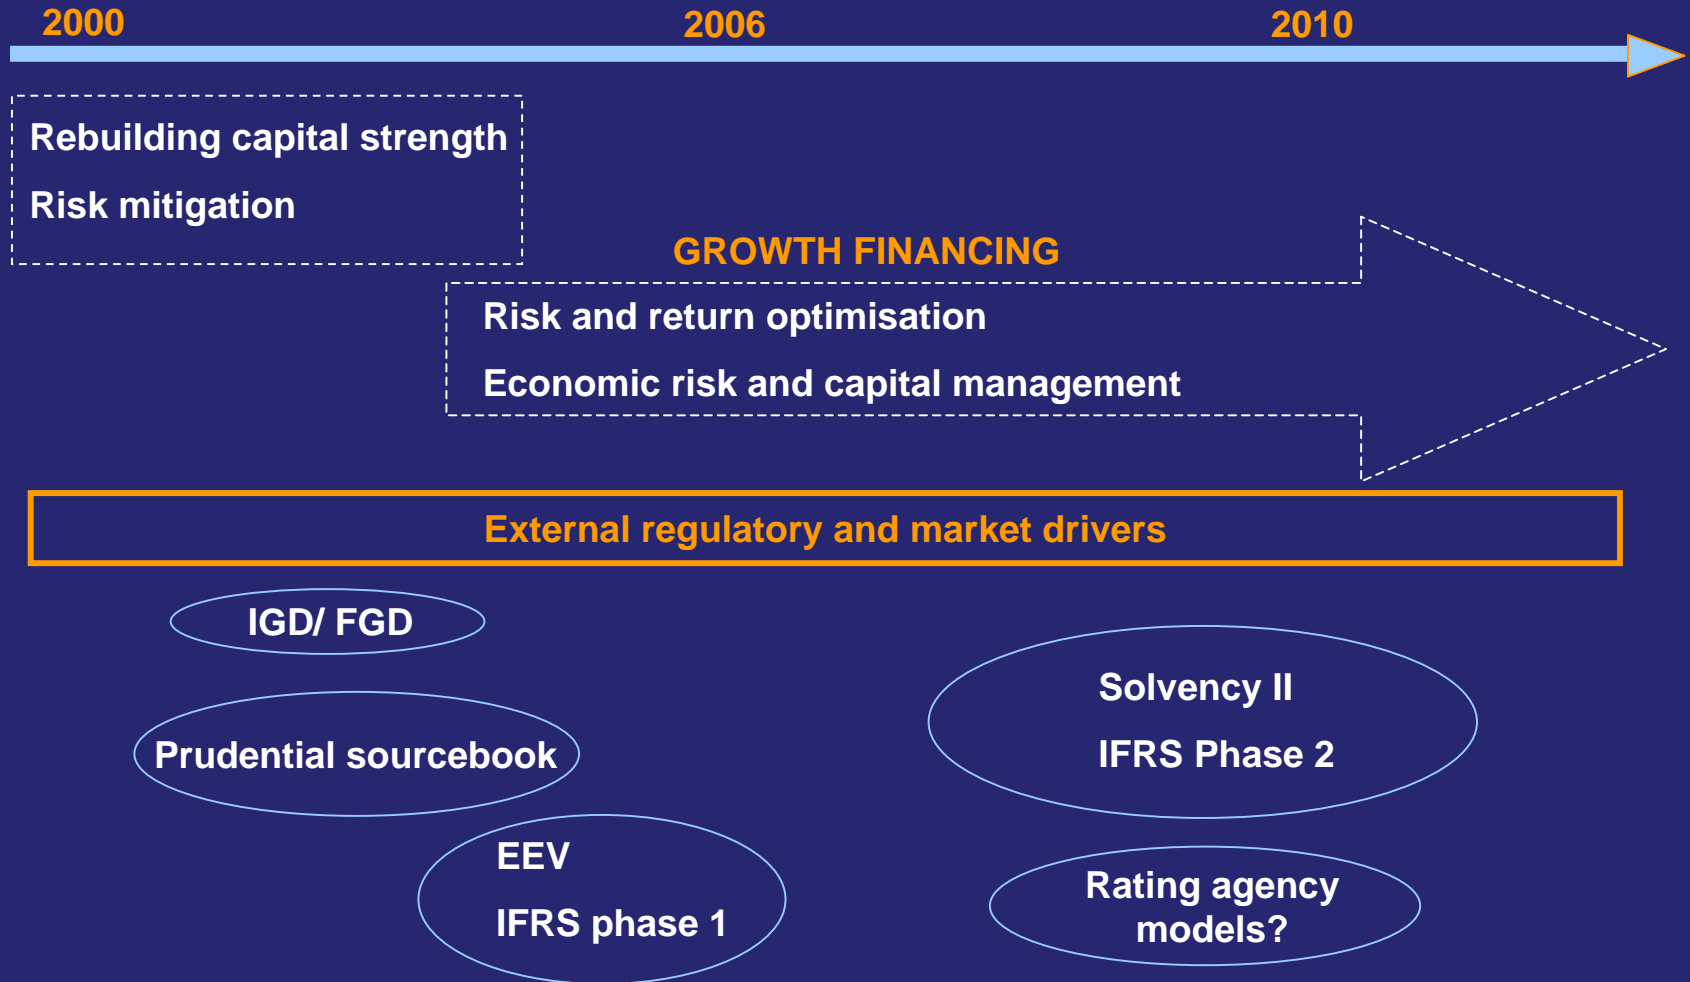 2000
2006
2010
Rebuilding capital strength
Risk mitigation
GROWTH FINANCING
Risk and return optimisation
Economic risk and capital management
External regulatory and market drivers
IGD/ FGD
Prudential sourcebook
EEV
IFRS phase 1
Solvency II
IFRS Phase 2
Rating agency
models?